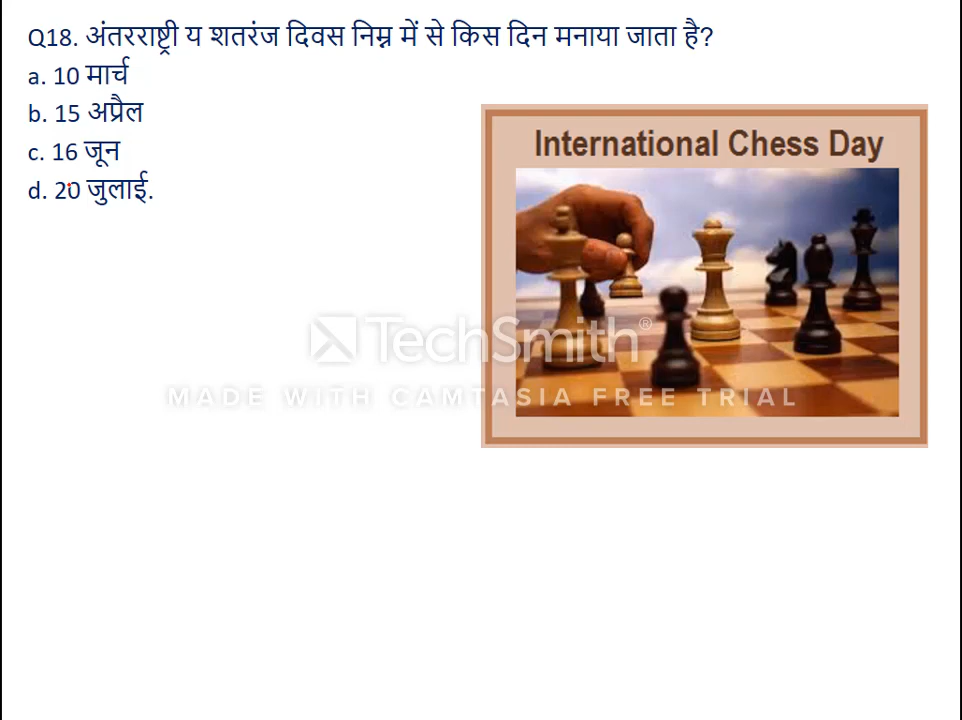 Q18. अंतरराष्ट्री य शतरंज दिवस निम्न में से किस दिन मनाया जाता है?
a. 10 मार्च
b. 15 अप्रैल
c. 16 जून
d. 20 जुलाई.
International Chess Day
TechSmith®
MADE WITH CAMTASIA FREE TRIAL